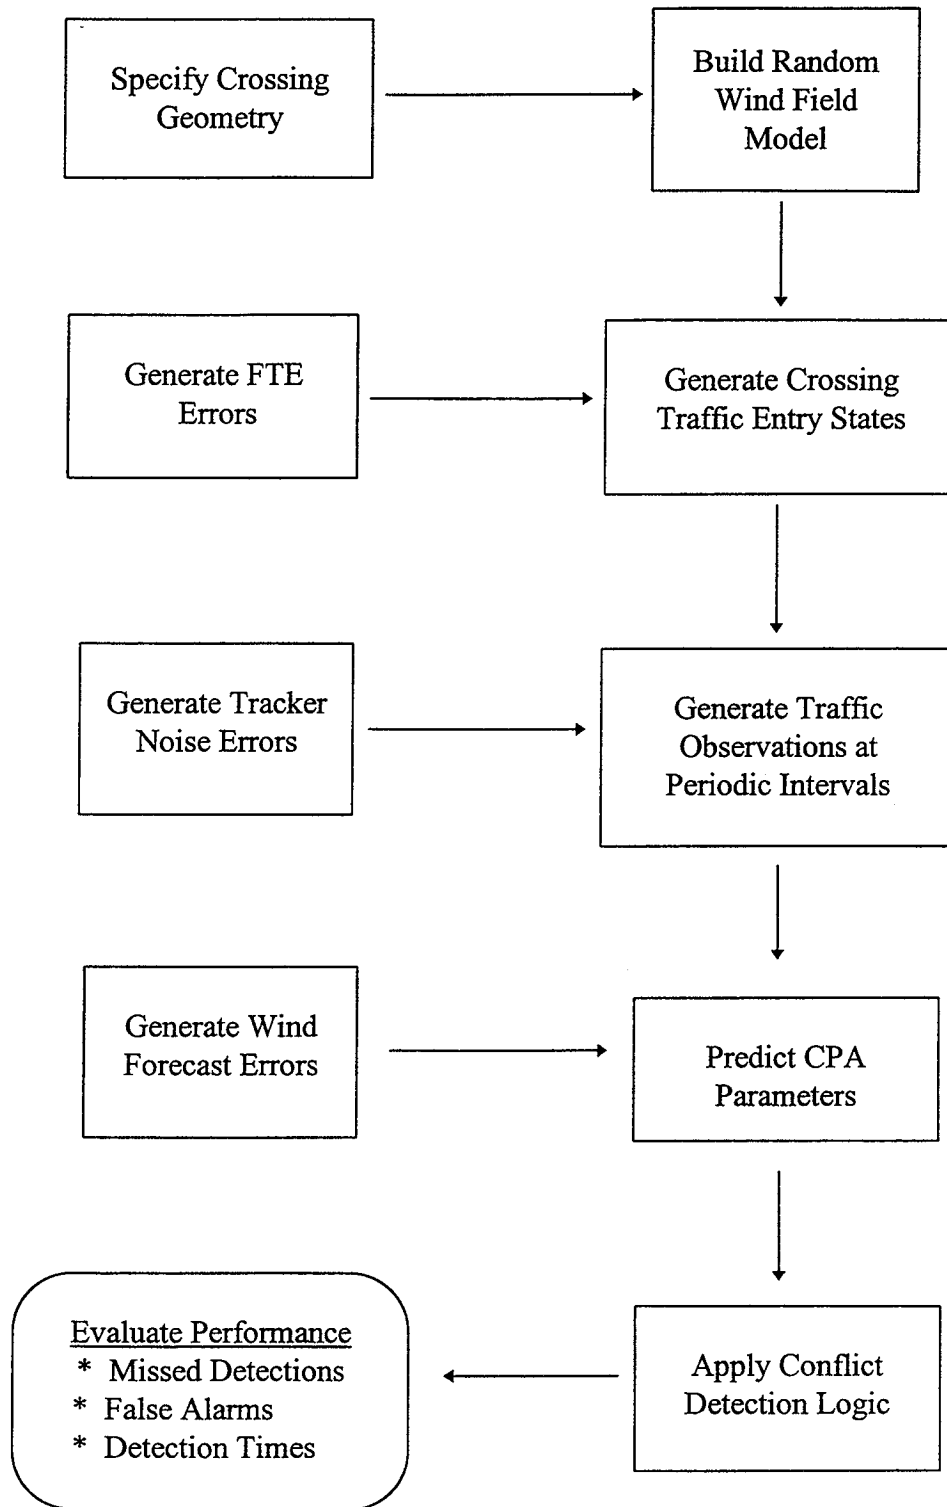 Specify Crossing
Geometry
Build Random
Wind Field
Model
Generate FTE
Errors
Generate Crossing
Traffic Entry States
Generate Tracker
Noise Errors
Generate Traffic
Observations at
Periodic Intervals
Generate Wind
Forecast Errors
Predict CPA
Parameters
Evaluate Performance
* Missed Detections
* False Alarms
* Detection Times
Apply Conflict
Detection Logic